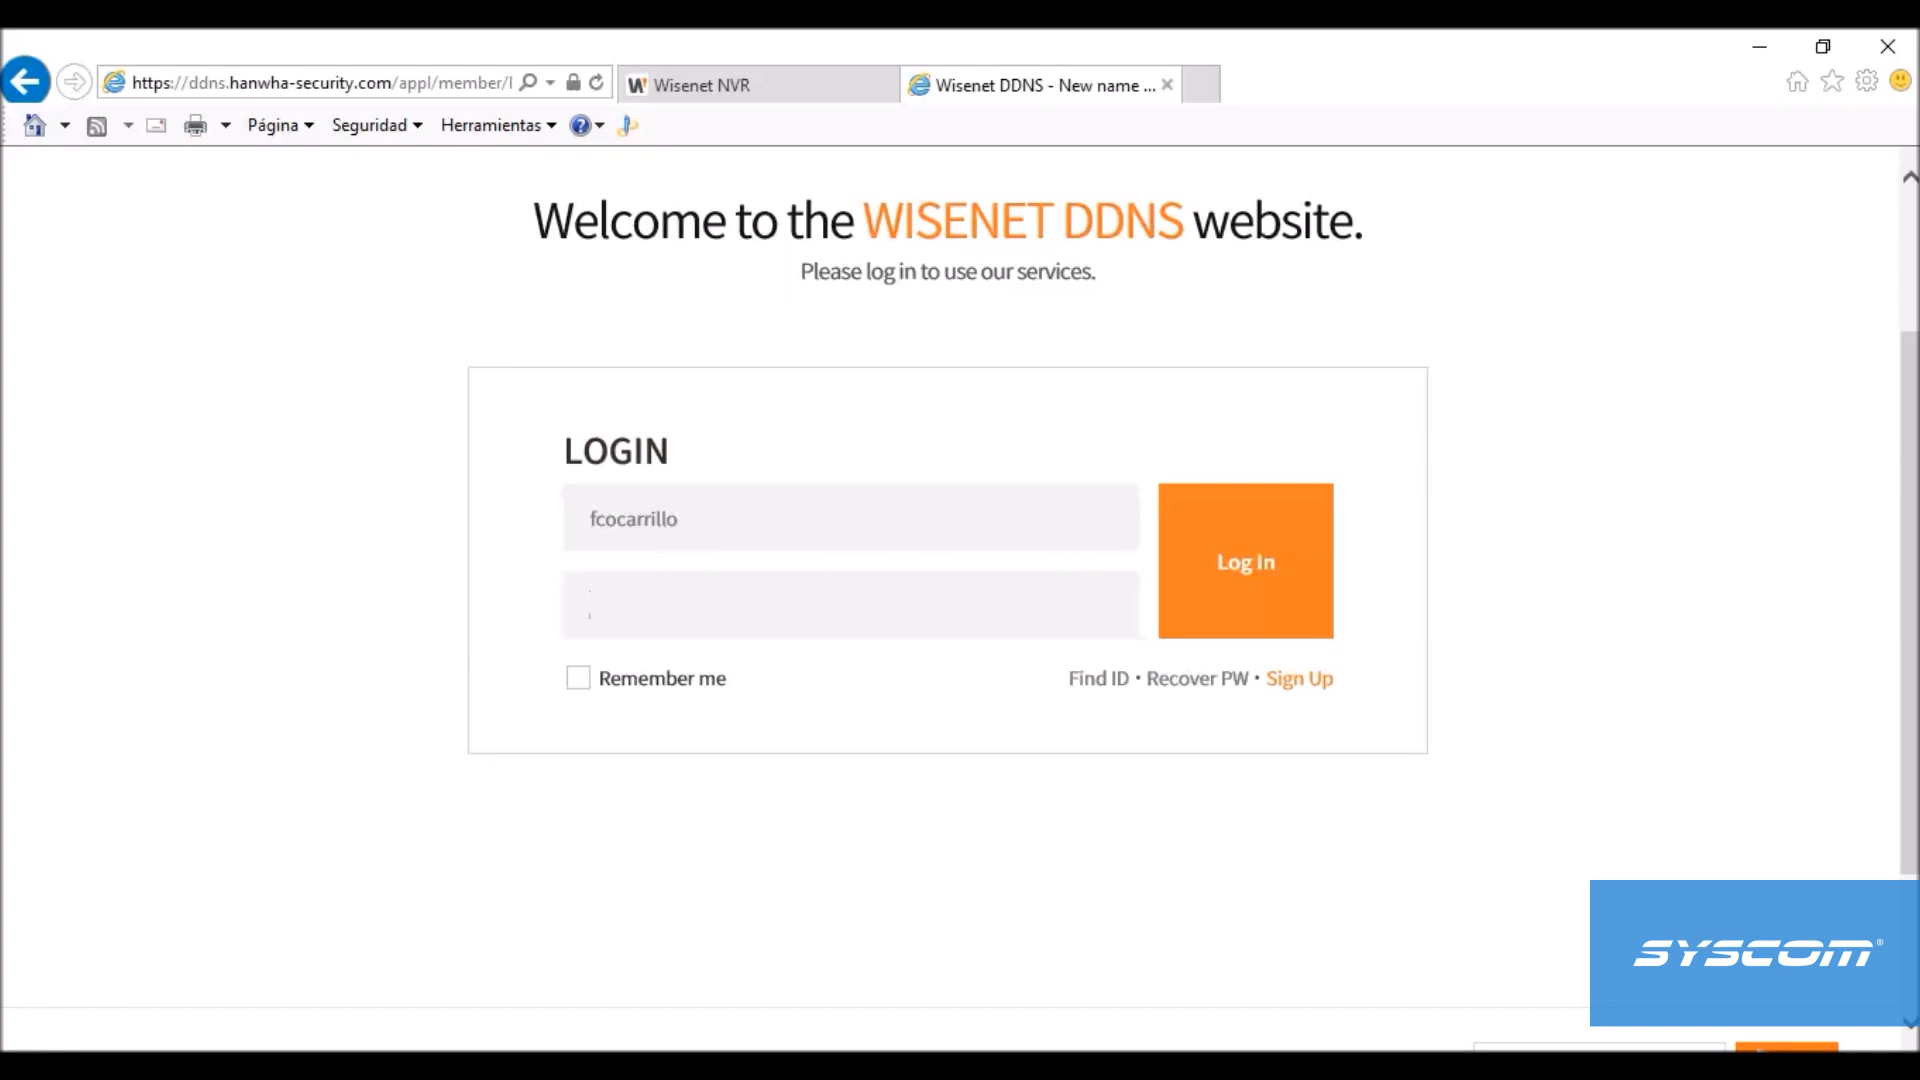 https://ddns.hanwha-security.com/appl/member/l
Wisenet NVR
Wisenet DDNS - New name ...
Página
Seguridad
Herramientas
Welcome to the WISENET DDNS website.
Please log in to use our services.
LOGIN
fcocarrillo
Log In
Remember me
Find ID • Recover PW • Sign Up
SYSCOM®